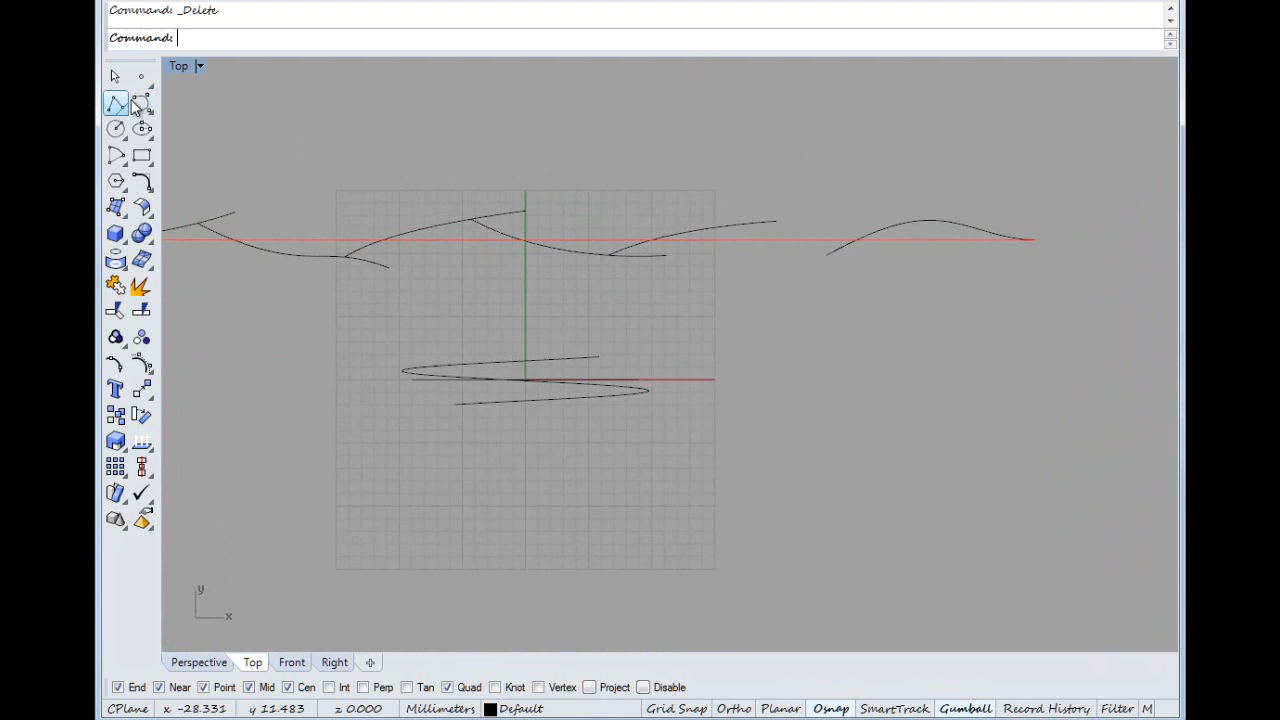 Command: _Delete
Command:
Top
y
x
Perspective Top Front Right
End Near Point Mid Cen Int Perp Tan Quad Knot Vertex Project Disable
CPlane x -28.331 y 11.483 z 0.000 Millimeters Default Grid Snap Ortho Planar Osnap SmartTrack Gumball Record History Filter M